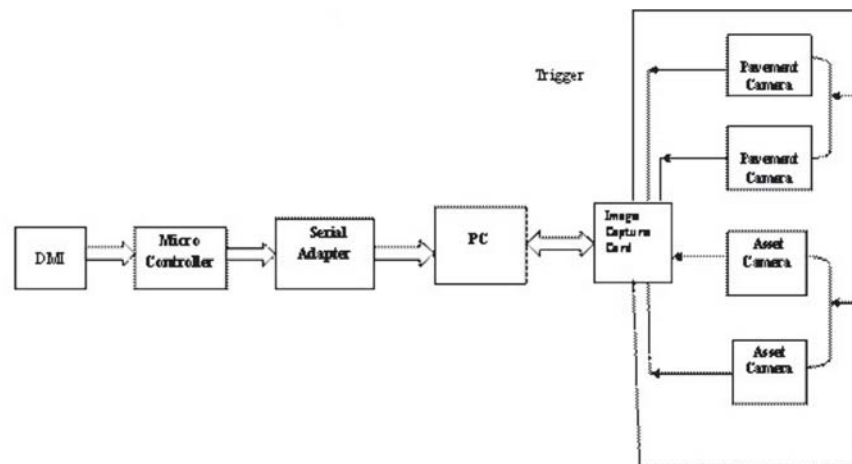 Trigger
Pavement
Camera
Pavement
Camera
DMI
Micro
Controller
Serial
Adapter
PC
Image
Capture
Card
Asset
Camera
Asset
Camera